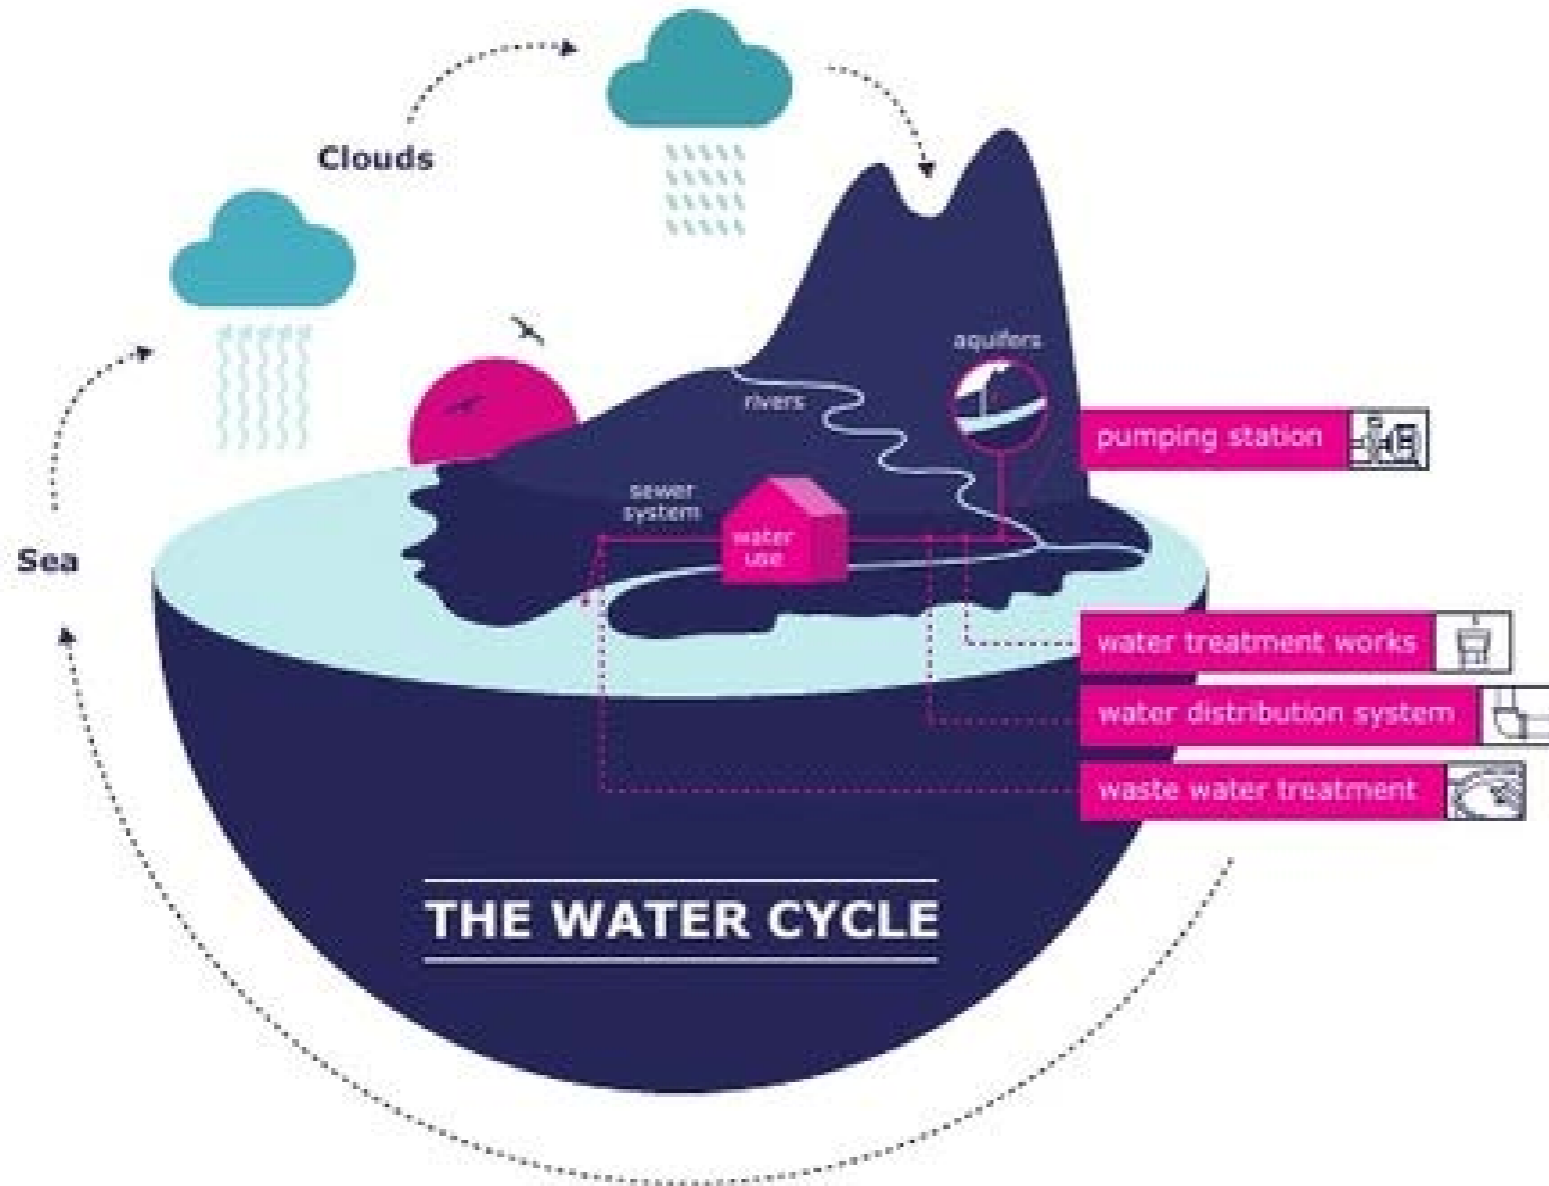 Clouds
aquifers
rivers
pumping station
sewer
system
water
use
Sea
water treatment works
water distribution system
waste water treatment
THE WATER CYCLE